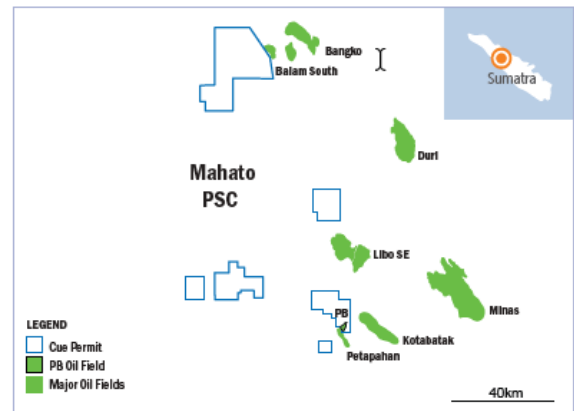 Bangko
Balam South
Sumatra
Duri
Mahato
PSC
Libo SE
Minas
PB
Kotabatak
Petapahan
LEGEND
Cue Permit
PB Oil Field
Major Oil Fields
40km